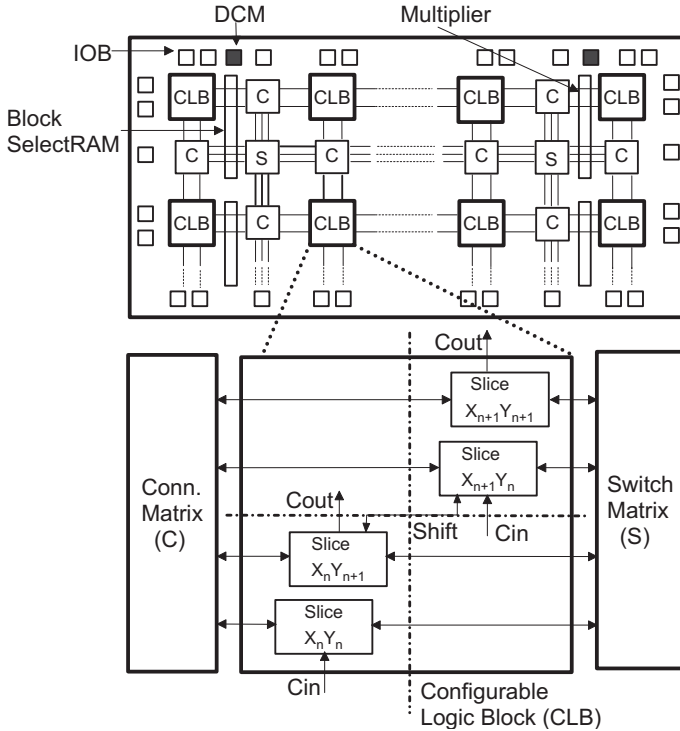 DCM
Multiplier
IOB
CLB C CLB CLB C CLB
Block
SelectRAM
C S C C S C
CLB C CLB CLB C CLB
Cout
Slice
Xn+1Yn+1
Slice
Xn+1Yn
Conn.
Matrix
(C)
Switch
Matrix
(S)
Cout
Shift
Cin
Slice
XnYn+1
Slice
XnYn
Cin
Configurable
Logic Block (CLB)